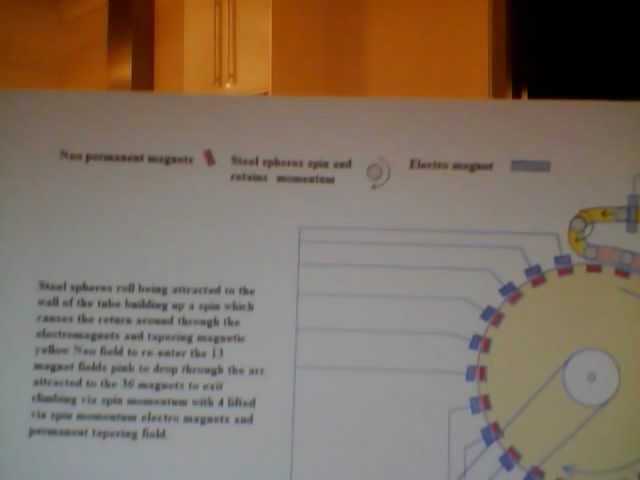 Neo permanent magnets
Steel spheres spin and
retains momentum
Electro magnet
Steel spheres roll being attracted to the
wall of the tube building up a spin which
causes the return around through the
electromagnets and tapering magnetic
yellow Neo field to re-enter the 13
magnet fields pink to drop through the arc
attracted to the 36 magnets to exit
climbing via spin momentum with 4 lifted
via spin momentum electro magnets and
permanent tapering field.